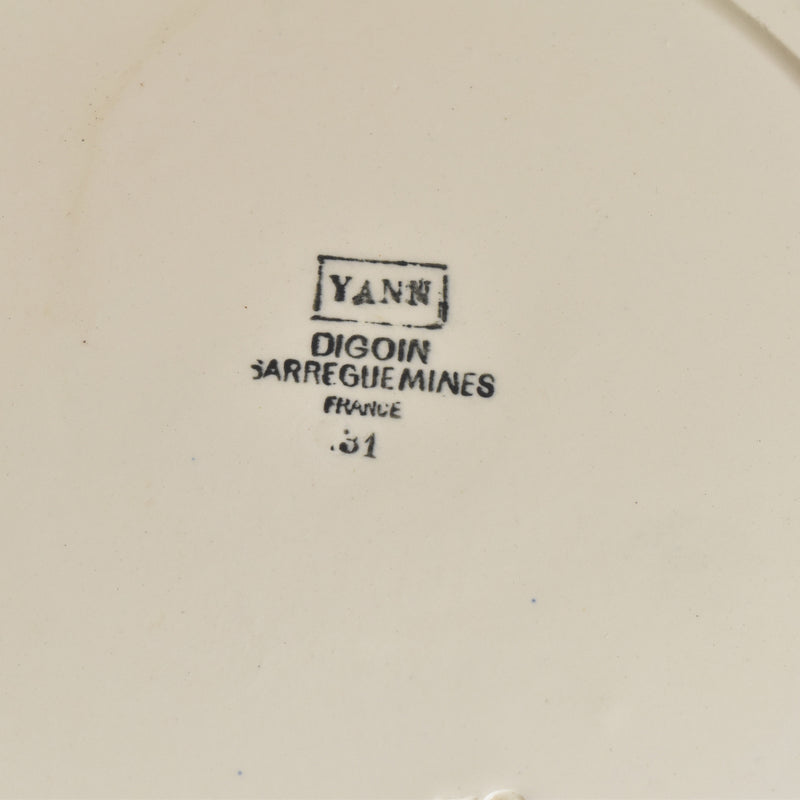 YANN
DIGOIN
SARREGUEMINES
FRANCE
.31